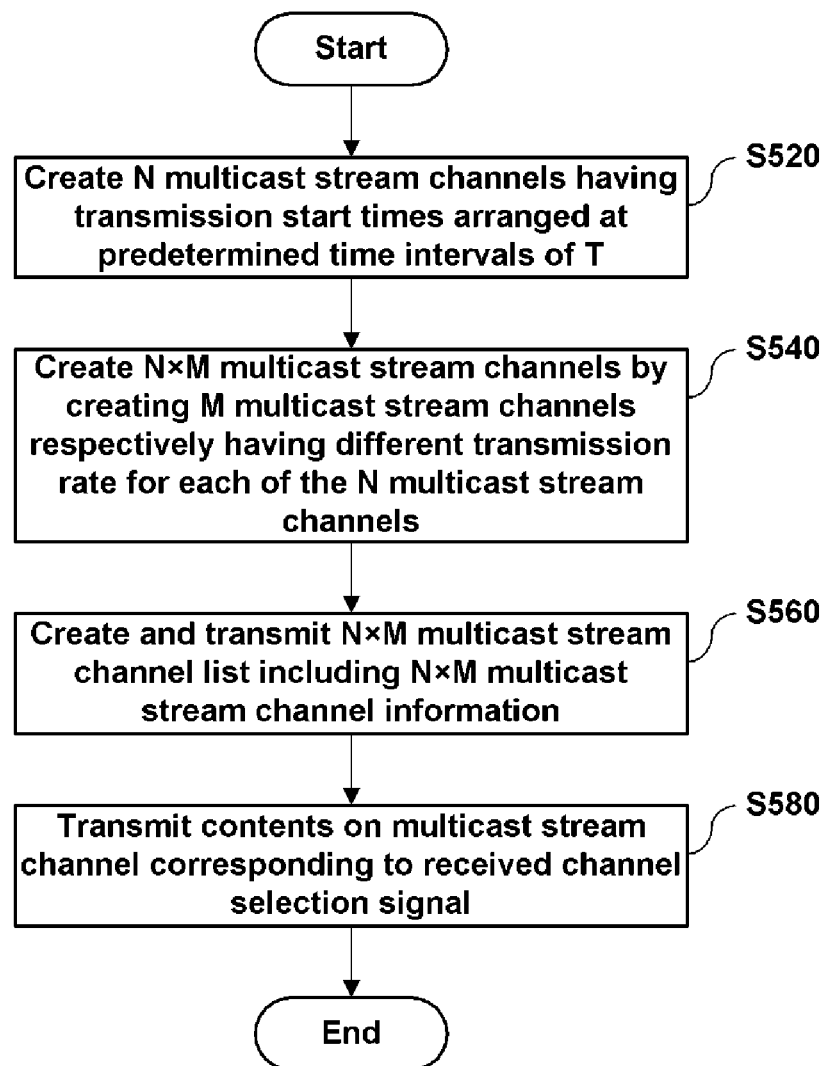 Start
S520
Create N multicast stream channels having
transmission start times arranged at
predetermined time intervals of T
S540
Create N×M multicast stream channels by
creating M multicast stream channels
respectively having different transmission
rate for each of the N multicast stream
channels
S560
Create and transmit N×M multicast stream
channel list including N×M multicast
stream channel information
S580
Transmit contents on multicast stream
channel corresponding to received channel
selection signal
End